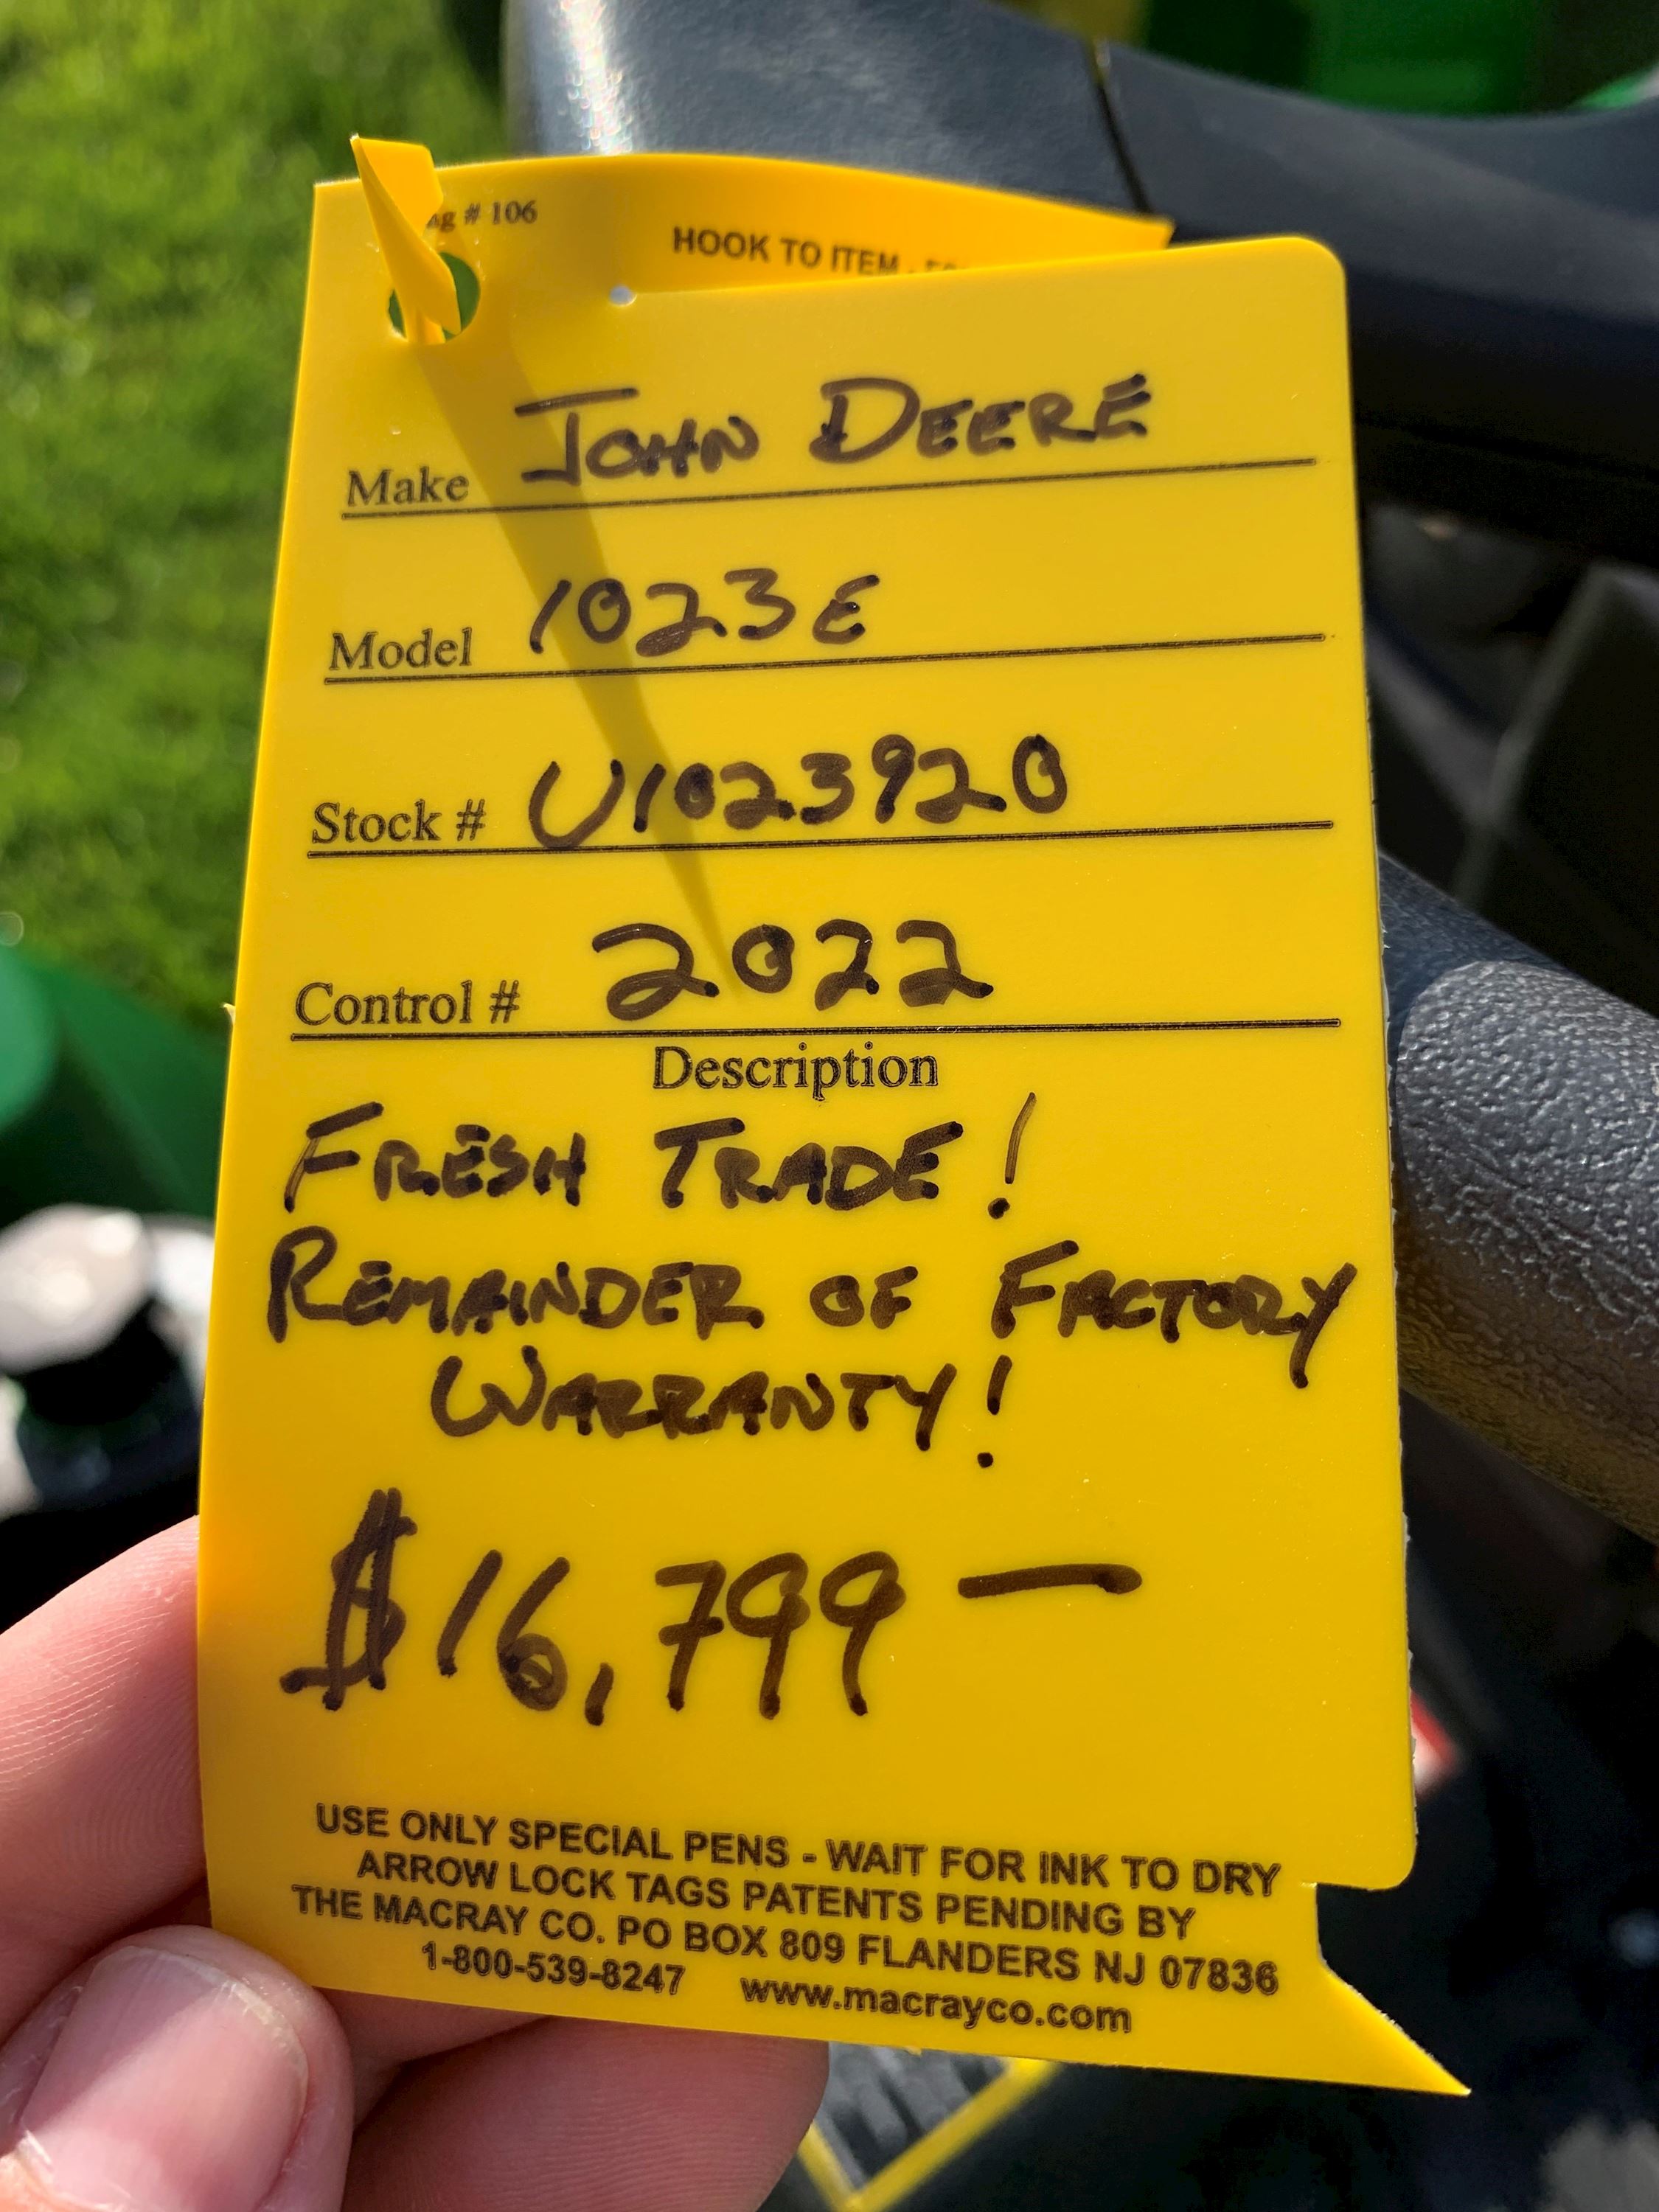 # 106
HOOK TO ITEM -
Make JOHN DEERE
Model 1023E
Stock # U1023920
Control # 2022
Description
FRESH TRADE!
REMAINDER OF FACTORY
WARRANTY!
$16,799 —
USE ONLY SPECIAL PENS - WAIT FOR INK TO DRY
ARROW LOCK TAGS PATENTS PENDING BY
THE MACRAY CO. PO BOX 809 FLANDERS NJ 07836
1-800-539-8247 www.macrayco.com